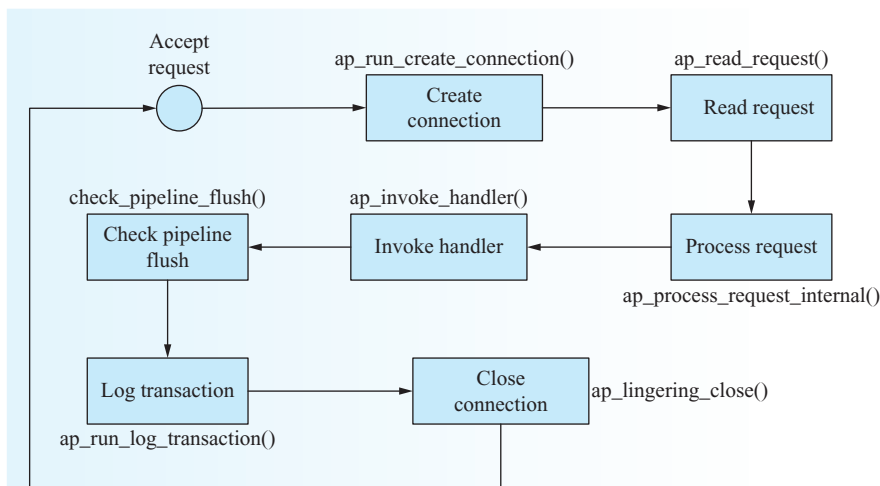 Accept
request
ap_run_create_connection()
Create
connection
ap_read_request()
Read request
check_pipeline_flush()
Check pipeline
flush
ap_invoke_handler()
Invoke handler
Process request
ap_process_request_internal()
Log transaction
ap_run_log_transaction()
Close
connection
ap_lingering_close()